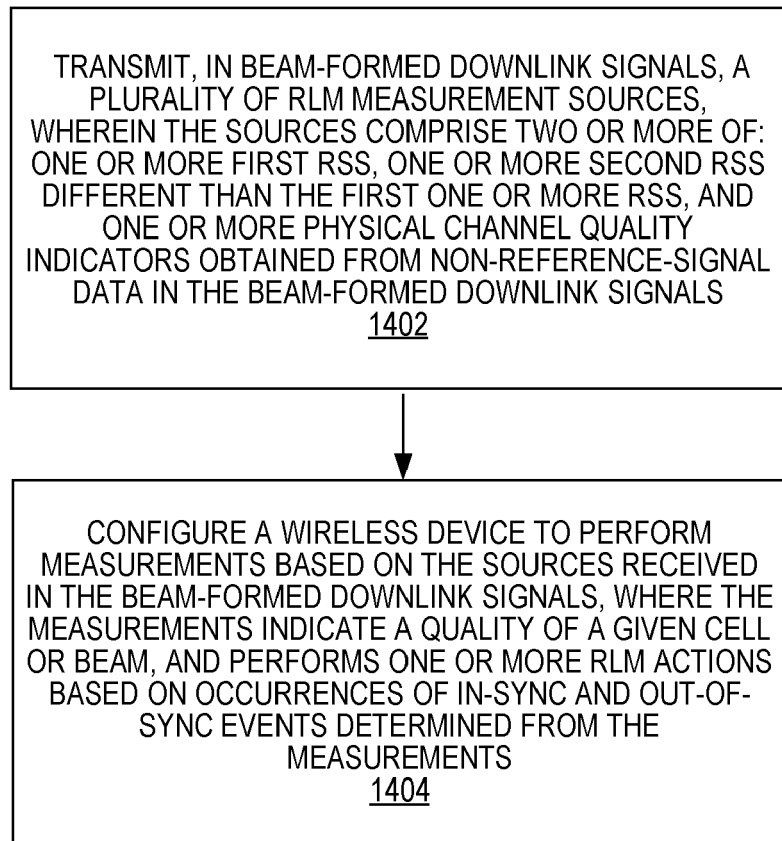 TRANSMIT, IN BEAM-FORMED DOWNLINK SIGNALS, A
PLURALITY OF RLM MEASUREMENT SOURCES,
WHEREIN THE SOURCES COMPRISE TWO OR MORE OF:
ONE OR MORE FIRST RSS, ONE OR MORE SECOND RSS
DIFFERENT THAN THE FIRST ONE OR MORE RSS, AND
ONE OR MORE PHYSICAL CHANNEL QUALITY
INDICATORS OBTAINED FROM NON-REFERENCE-SIGNAL
DATA IN THE BEAM-FORMED DOWNLINK SIGNALS
1402
CONFIGURE A WIRELESS DEVICE TO PERFORM
MEASUREMENTS BASED ON THE SOURCES RECEIVED
IN THE BEAM-FORMED DOWNLINK SIGNALS, WHERE THE
MEASUREMENTS INDICATE A QUALITY OF A GIVEN CELL
OR BEAM, AND PERFORMS ONE OR MORE RLM ACTIONS
BASED ON OCCURRENCES OF IN-SYNC AND OUT-OF-
SYNC EVENTS DETERMINED FROM THE
MEASUREMENTS
1404